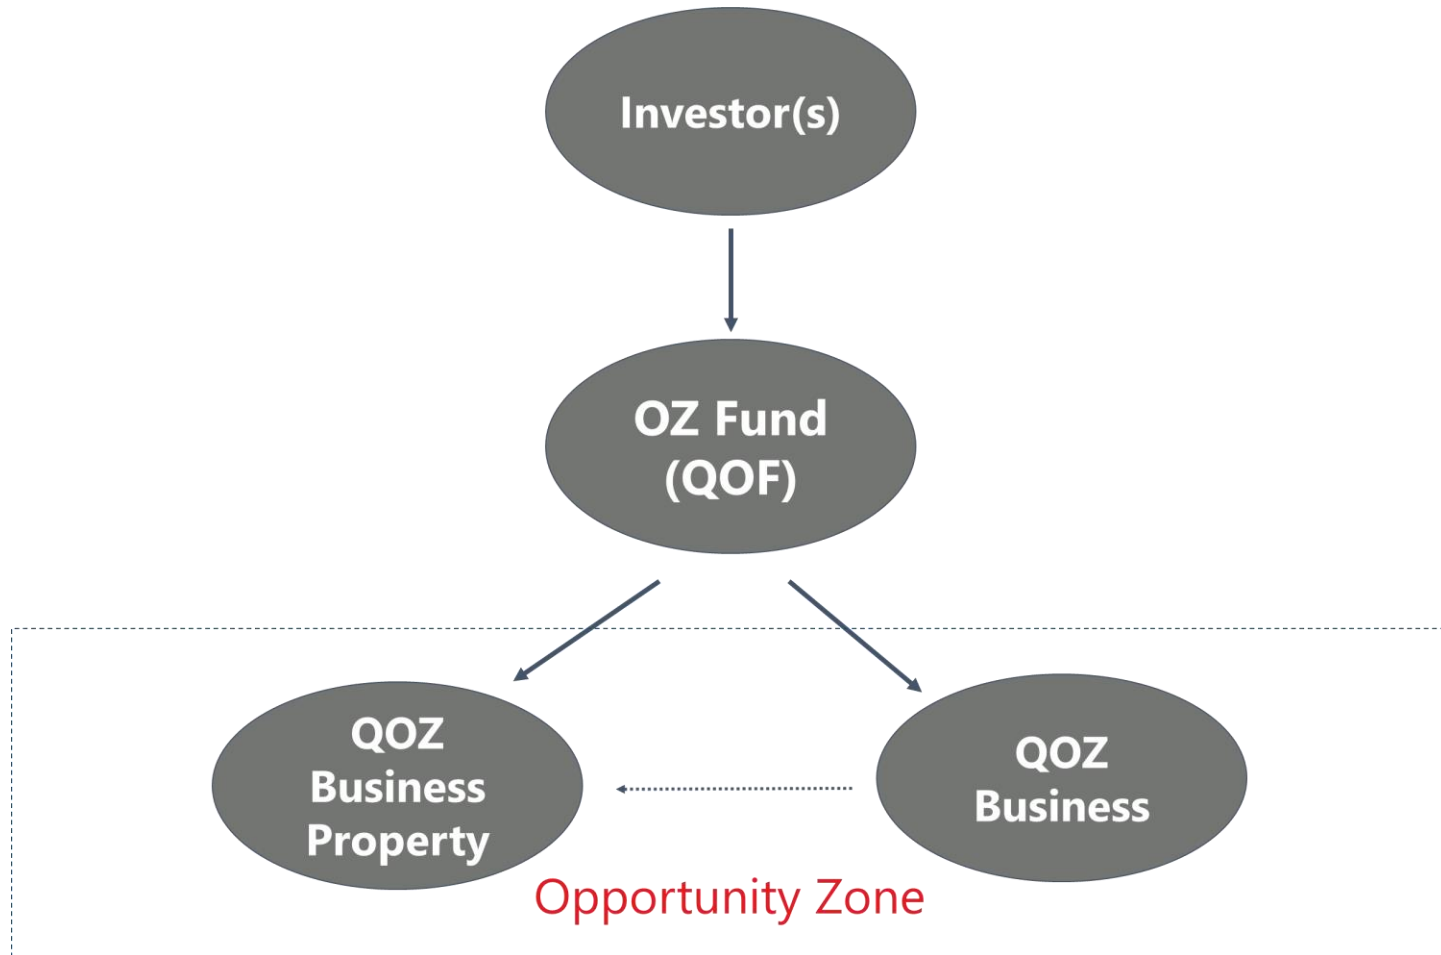 Investor(s)
OZ Fund
(QOF)
QOZ
Business
Property
QOZ
Business
Opportunity Zone